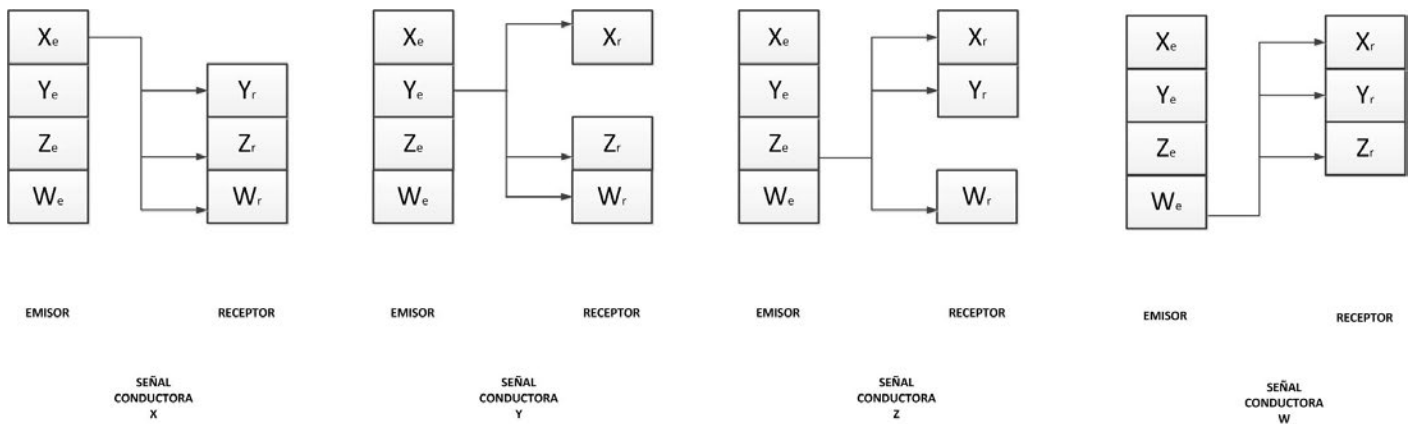 Xe
Ye
Ze
We
Yr
Zr
Wr
EMISOR
RECEPTOR
SEÑAL
CONDUCTORA
X
Xe
Ye
Ze
We
Xr
Zr
Wr
EMISOR
RECEPTOR
SEÑAL
CONDUCTORA
Y
Xe
Ye
Ze
We
Xr
Yr
Wr
EMISOR
RECEPTOR
SEÑAL
CONDUCTORA
Z
Xe
Ye
Ze
We
Xr
Yr
Zr
EMISOR
RECEPTOR
SEÑAL
CONDUCTORA
W